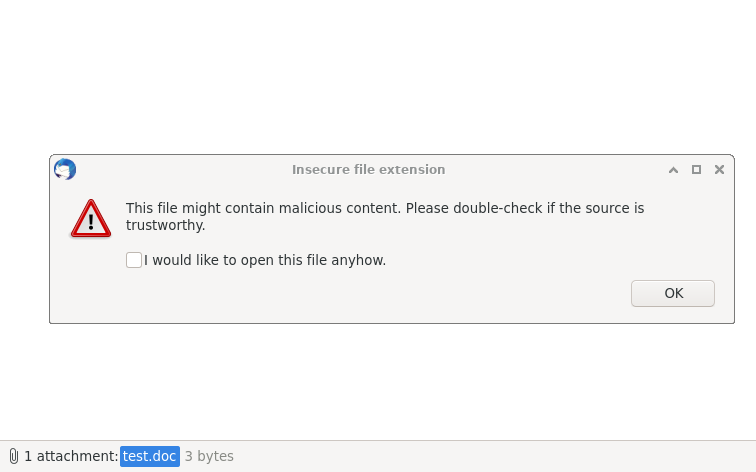 Insecure file extension
This file might contain malicious content. Please double-check if the source is
trustworthy.
I would like to open this file anyhow.
OK
1 attachment: test.doc 3 bytes